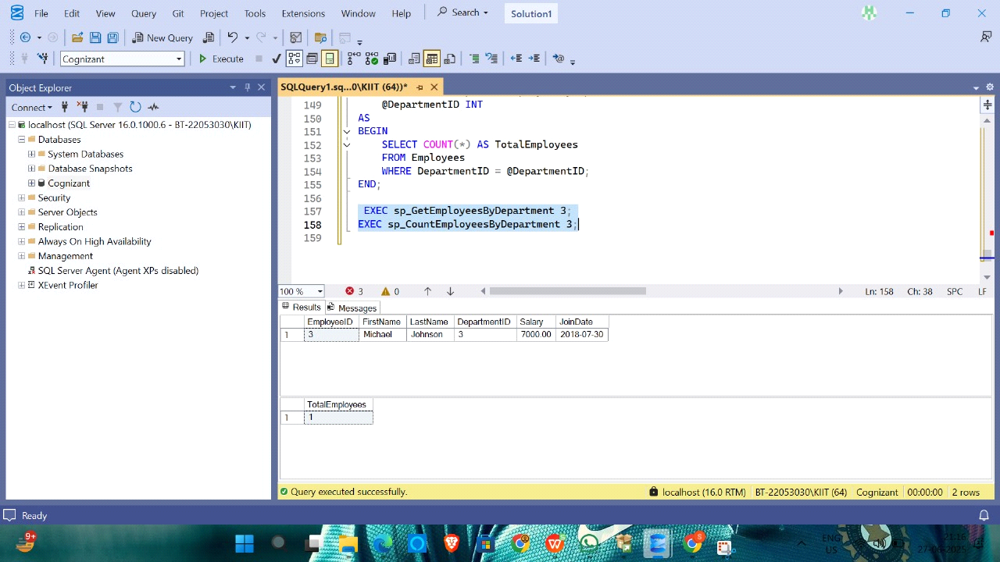 File Edit View Query Git Project Tools Extensions Window Help Search Solution1
New Query
Cognizant Execute
Object Explorer
Connect
localhost (SQL Server 16.0.1000.6 - BT-22053030\KIIT)
Databases
System Databases
Database Snapshots
Cognizant
Security
Server Objects
Replication
Always On High Availability
Management
SQL Server Agent (Agent XPs disabled)
XEvent Profiler
SQLQuery1.sq...0\KIIT (64))*
149 @DepartmentID INT
150 AS
151 BEGIN
152 SELECT COUNT(*) AS TotalEmployees
153 FROM Employees
154 WHERE DepartmentID = @DepartmentID;
155 END;
156
157 EXEC sp_GetEmployeesByDepartment 3;
158 EXEC sp_CountEmployeesByDepartment 3;
159
100 % 3 0 Ln: 158 Ch: 38 SPC LF
Results Messages
EmployeeID FirstName LastName DepartmentID Salary JoinDate
1 3 Michael Johnson 3 7000.00 2018-07-30
TotalEmployees
1 1
Query executed successfully. localhost (16.0 RTM) BT-22053030\KIIT (64) Cognizant 00:00:00 2 rows
Ready
9+
ENG
US
21:16
27-06-2025